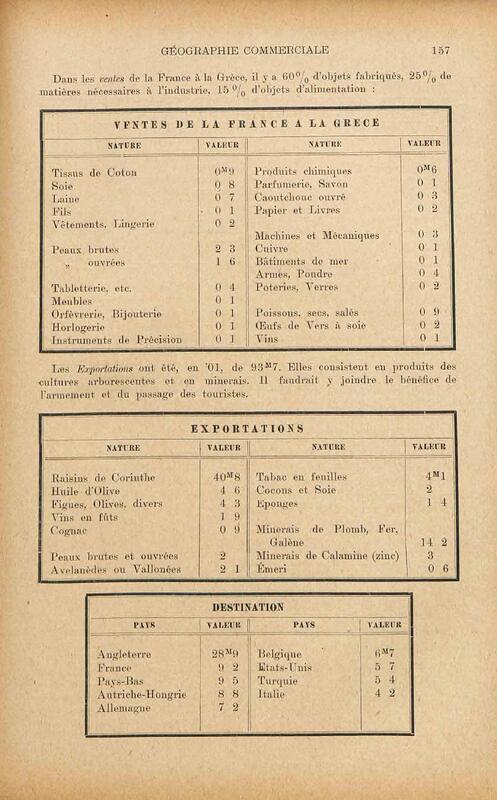 GÉOGRAPHIE COMMERCIALE 157
Dans les ventes de la France à la Grèce, il y a 60% d'objets fabriqués, 25% de
matières nécessaires à l'industrie, 15% d'objets d'alimentation :
VENTES DE LA FRANCE A LA GRECE
NATURE VALEUR NATURE VALEUR
Tissus de Coton 0M9 Produits chimiques 0M6
Soie 0 8 Parfumerie, Savon 0 1
Laine 0 7 Caoutchouc ouvré 0 3
Fils 0 1 Papier et Livres 0 2
Vêtements, Lingerie 0 2
Machines et Mécaniques 0 3
Peaux brutes 2 3 Cuivre 0 1
„ ouvrées 1 6 Bâtiments de mer 0 1
Armes, Poudre 0 4
Tabletterie, etc. 0 4 Poteries, Verres 0 2
Meubles 0 1
Orfèvrerie, Bijouterie 0 1 Poissons, secs, salés 0 9
Horlogerie 0 1 Œufs de Vers à soie 0 2
Instruments de Précision 0 1 Vins 0 1
Les Exportations ont été, en '01, de 93M7. Elles consistent en produits des
cultures arborescentes et en minerais. Il faudrait y joindre le bénéfice de
l'armement et du passage des touristes.
EXPORTATIONS
NATURE VALEUR NATURE VALEUR
Raisins de Corinthe 40M8 Tabac en feuilles 4M1
Huile d'Olive 4 6 Cocons et Soie 2
Figues, Olives, divers 4 3 Eponges 1 4
Vins en fûts 1 9
Cognac 0 9 Minerais de Plomb, Fer,
Galène 14 2
Peaux brutes et ouvrées 2 Minerais de Calamine (zinc) 3
Avelanèdes ou Vallonées 2 1 Émeri 0 6
DESTINATION
PAYS VALEUR PAYS VALEUR
Angleterre 28M9 Belgique 6M7
France 9 2 Etats-Unis 5 7
Pays-Bas 9 5 Turquie 5 4
Autriche-Hongrie 8 8 Italie 4 2
Allemagne 7 2